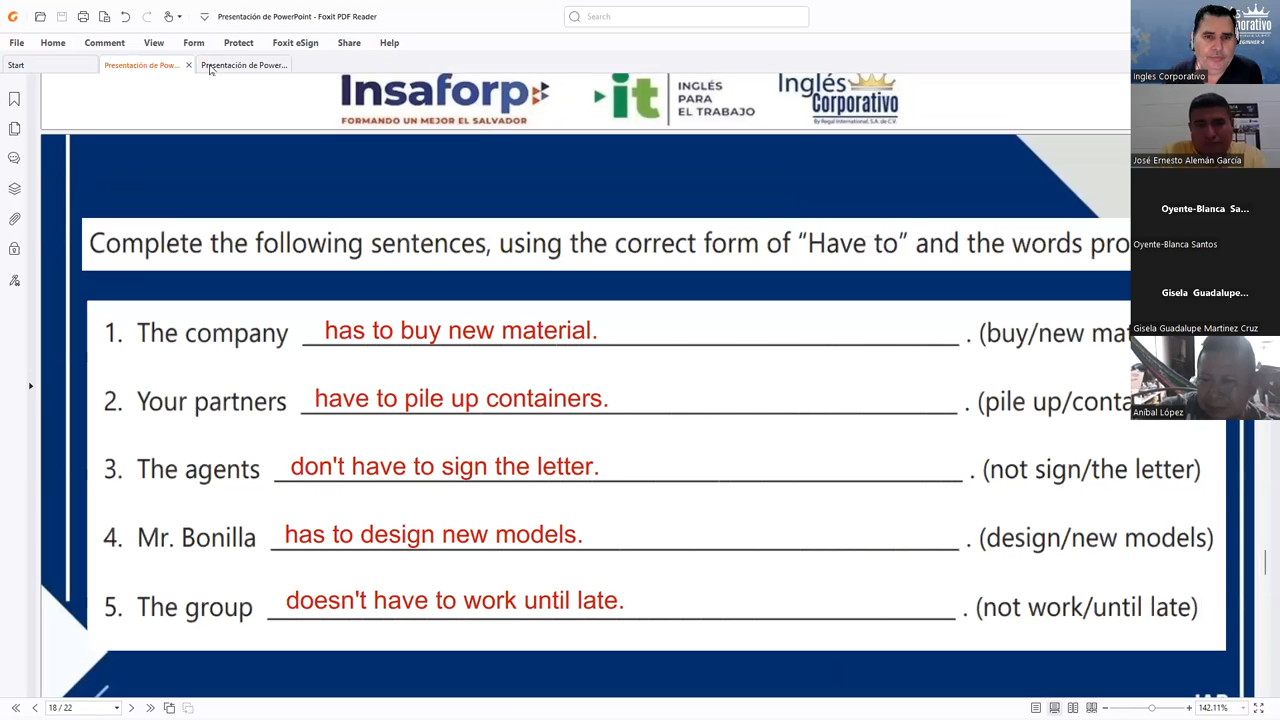 Presentación de PowerPoint - Foxit PDF Reader
Search
File Home Comment View Form Protect Foxit eSign Share Help
Start
Presentación de Pow...
Presentación de Power...
Insaforp
FORMANDO UN MEJOR EL SALVADOR
it
INGLÉS
PARA
EL TRABAJO
Inglés
Corporativo
By Regal International, S.A. de C.V.
Complete the following sentences, using the correct form of “Have to” and the words pro
1. The company has to buy new material. . (buy/new mat
2. Your partners have to pile up containers. . (pile up/conta
3. The agents don't have to sign the letter. . (not sign/the letter)
4. Mr. Bonilla has to design new models. . (design/new models)
5. The group doesn't have to work until late. . (not work/until late)
Ingles Corporativo
José Ernesto Alemán García
Oyente-Blanca Sa...
Oyente-Blanca Santos
Gisela Guadalupe...
Gisela Guadalupe Martinez Cruz
Aníbal López
18 / 22
142.11%